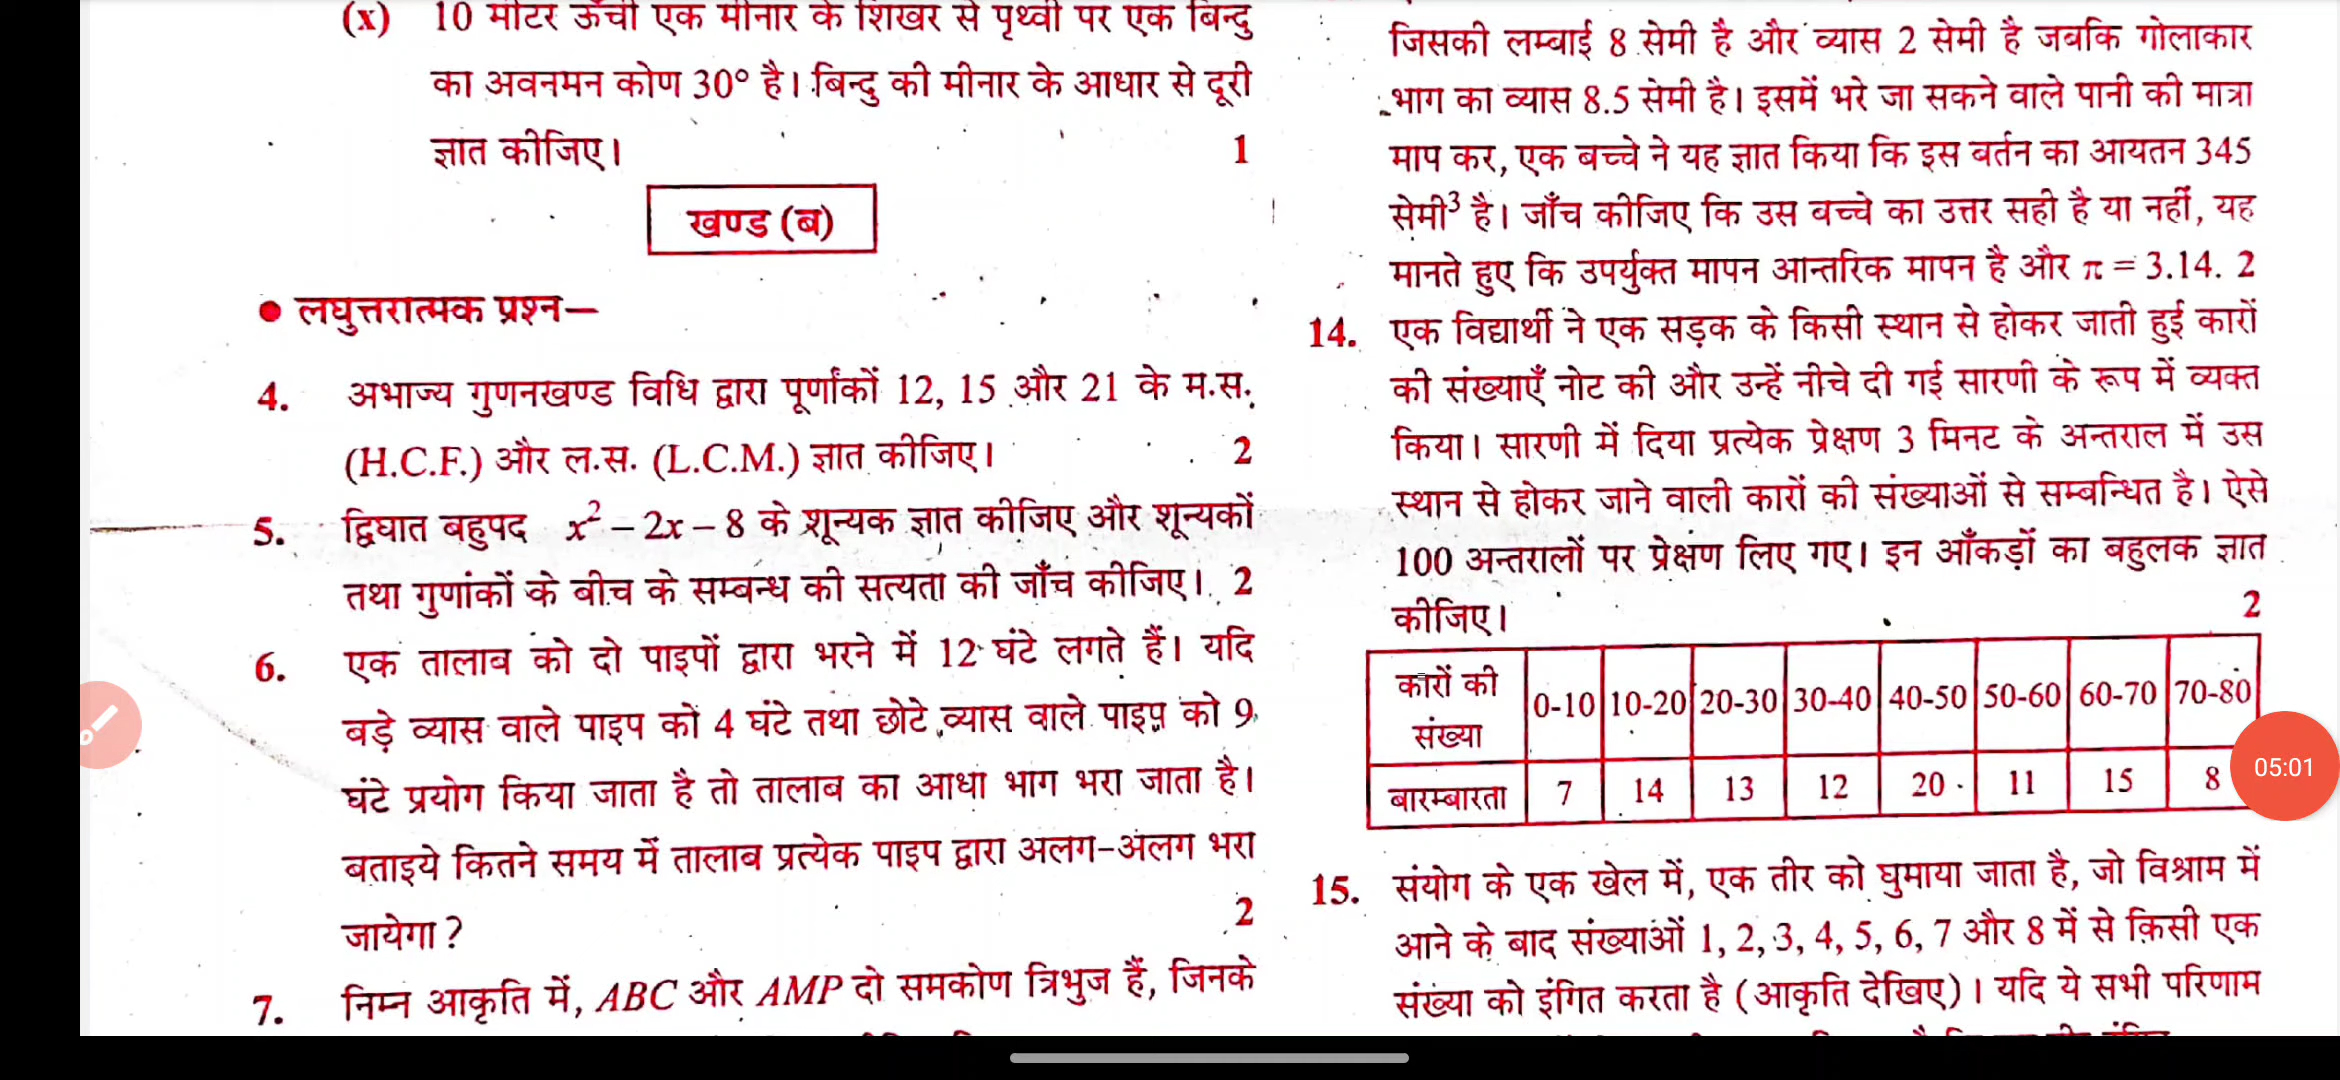 (x) 10 मीटर ऊँची एक मीनार के शिखर से पृथ्वी पर एक बिन्दु
का अवनमन कोण 30° है। बिन्दु की मीनार के आधार से दूरी
ज्ञात कीजिए। 1
खण्ड (ब)
● लघुत्तरात्मक प्रश्न—
4. अभाज्य गुणनखण्ड विधि द्वारा पूर्णांकों 12, 15 और 21 के म.स.
(H.C.F.) और ल.स. (L.C.M.) ज्ञात कीजिए। 2
5. द्विघात बहुपद x² – 2x – 8 के शून्यक ज्ञात कीजिए और शून्यकों
तथा गुणांकों के बीच के सम्बन्ध की सत्यता की जाँच कीजिए। 2
6. एक तालाब को दो पाइपों द्वारा भरने में 12 घंटे लगते हैं। यदि
बड़े व्यास वाले पाइप को 4 घंटे तथा छोटे व्यास वाले पाइप को 9
घंटे प्रयोग किया जाता है तो तालाब का आधा भाग भरा जाता है।
बताइये कितने समय में तालाब प्रत्येक पाइप द्वारा अलग-अलग भरा
जायेगा ? 2
7. निम्न आकृति में, ABC और AMP दो समकोण त्रिभुज हैं, जिनके
जिसकी लम्बाई 8 सेमी है और व्यास 2 सेमी है जबकि गोलाकार
भाग का व्यास 8.5 सेमी है। इसमें भरे जा सकने वाले पानी की मात्रा
माप कर, एक बच्चे ने यह ज्ञात किया कि इस बर्तन का आयतन 345
सेमी³ है। जाँच कीजिए कि उस बच्चे का उत्तर सही है या नहीं, यह
मानते हुए कि उपर्युक्त मापन आन्तरिक मापन है और π = 3.14. 2
14. एक विद्यार्थी ने एक सड़क के किसी स्थान से होकर जाती हुई कारों
की संख्याएँ नोट की और उन्हें नीचे दी गई सारणी के रूप में व्यक्त
किया। सारणी में दिया प्रत्येक प्रेक्षण 3 मिनट के अन्तराल में उस
स्थान से होकर जाने वाली कारों की संख्याओं से सम्बन्धित है। ऐसे
100 अन्तरालों पर प्रेक्षण लिए गए। इन आँकड़ों का बहुलक ज्ञात
कीजिए। 2
कारों की
संख्या 0-10 10-20 20-30 30-40 40-50 50-60 60-70 70-80
बारम्बारता 7 14 13 12 20 11 15 8
05:01
15. संयोग के एक खेल में, एक तीर को घुमाया जाता है, जो विश्राम में
आने के बाद संख्याओं 1, 2, 3, 4, 5, 6, 7 और 8 में से किसी एक
संख्या को इंगित करता है (आकृति देखिए)। यदि ये सभी परिणाम